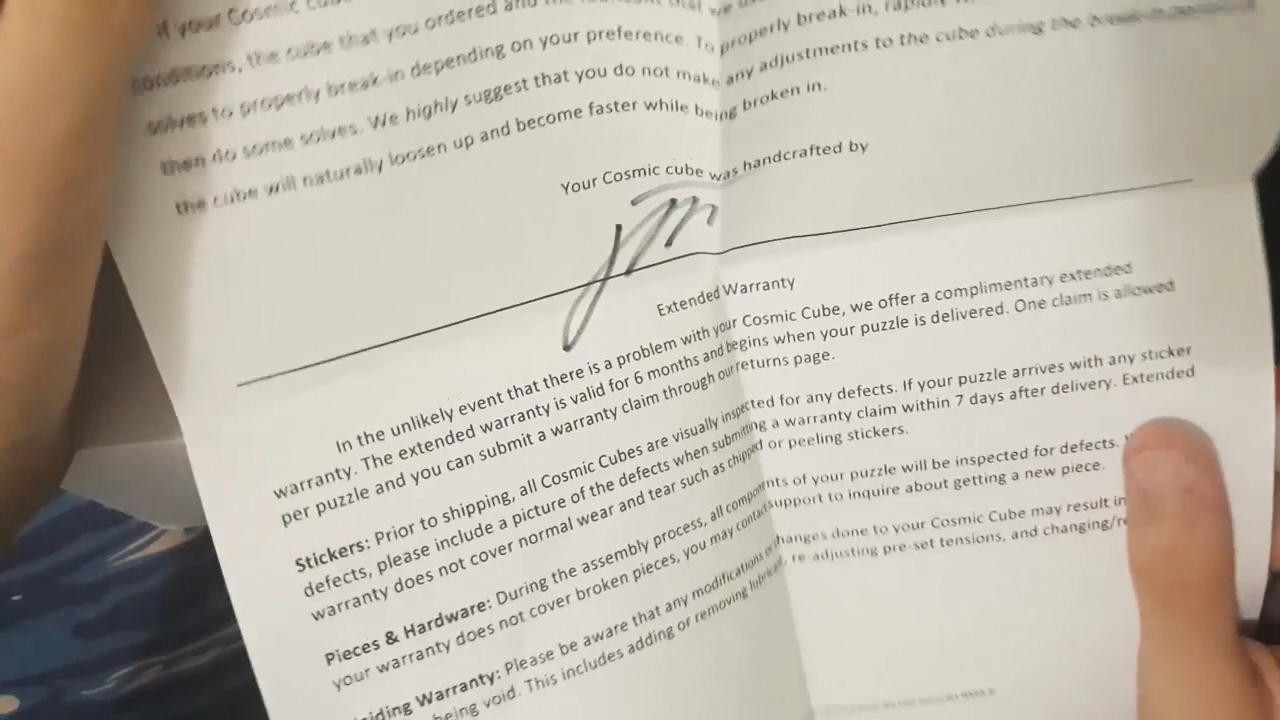 if your Cosmic
conditions, the cube that you ordered and
solves to properly break-in depending on your preference. To properly break-in,
then do some solves. We highly suggest that you do not make any adjustments to the cube during the break-in
the cube will naturally loosen up and become faster while being broken in.
Your Cosmic cube was handcrafted by
Extended Warranty
In the unlikely event that there is a problem with your Cosmic Cube, we offer a complimentary extended
warranty. The extended warranty is valid for 6 months and begins when your puzzle is delivered. One claim is allowed
per puzzle and you can submit a warranty claim through our returns page.
Stickers: Prior to shipping, all Cosmic Cubes are visually inspected for any defects. If your puzzle arrives with any sticker
defects, please include a picture of the defects when submitting a warranty claim within 7 days after delivery. Extended
warranty does not cover normal wear and tear such as chipped or peeling stickers.
Pieces & Hardware: During the assembly process, all components of your puzzle will be inspected for defects.
your warranty does not cover broken pieces, you may contact support to inquire about getting a new piece.
Warranty: Please be aware that any modifications or changes done to your Cosmic Cube may result in
being void. This includes adding or removing lubricant, re-adjusting pre-set tensions, and changing/